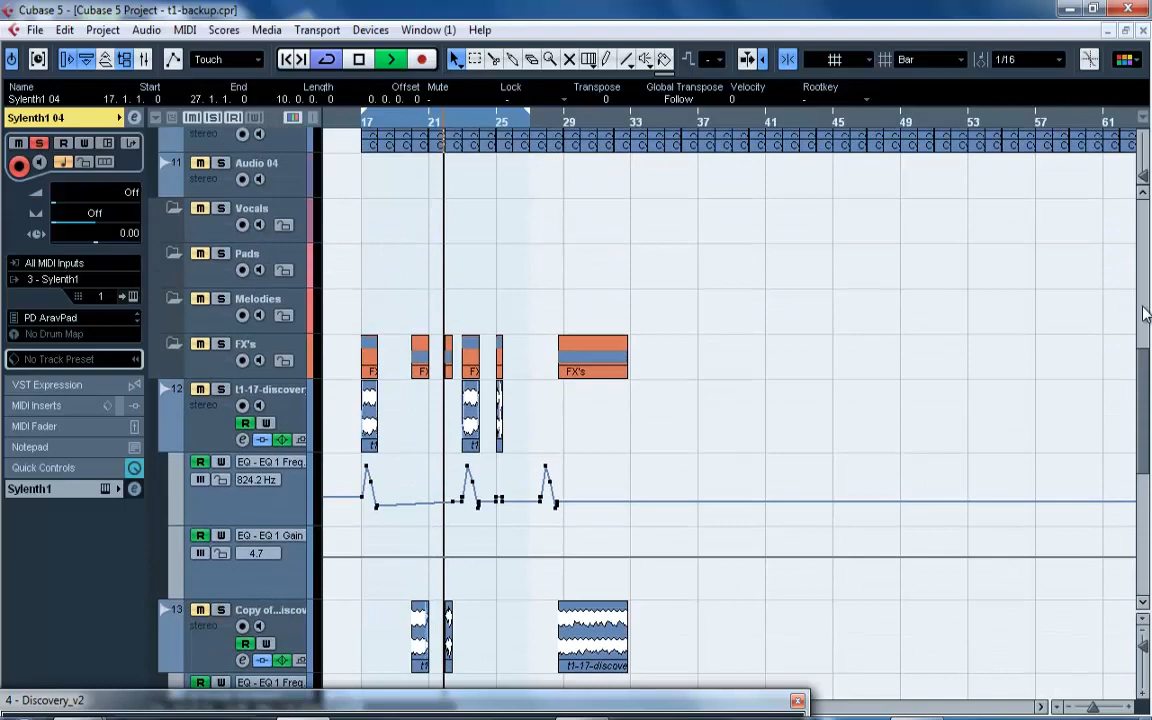 Cubase 5 - [Cubase 5 Project - t1-backup.cpr]
File Edit Project Audio MIDI Scores Media Transport Devices Window (1) Help
Touch Bar 1/16
Name Start End Length Offset Mute Lock Transpose Global Transpose Velocity Rootkey
Sylenth1 04 17. 1. 1. 0 27. 1. 1. 0 10. 0. 0. 0 0. 0. 0. 0 - - Follow 0 -
Sylenth1 04
17 21 25 29 33 37 41 45 49 53 57 61
stereo
11 Audio 04
stereo
Off
Off
0.00
Vocals
Pads
All MIDI Inputs
3 - Sylenth1
1
Melodies
PD AravPad
No Drum Map
FX's
No Track Preset
FX's
VST Expression
12 t1-17-discover
stereo
MIDI Inserts
MIDI Fader
Notepad
Quick Controls
EQ - EQ 1 Freq.
824.2 Hz
Sylenth1
EQ - EQ 1 Gain
4.7
13 Copy of...iscov
stereo
t1-17-discove
EQ - EQ 1 Freq.
4 - Discovery_v2